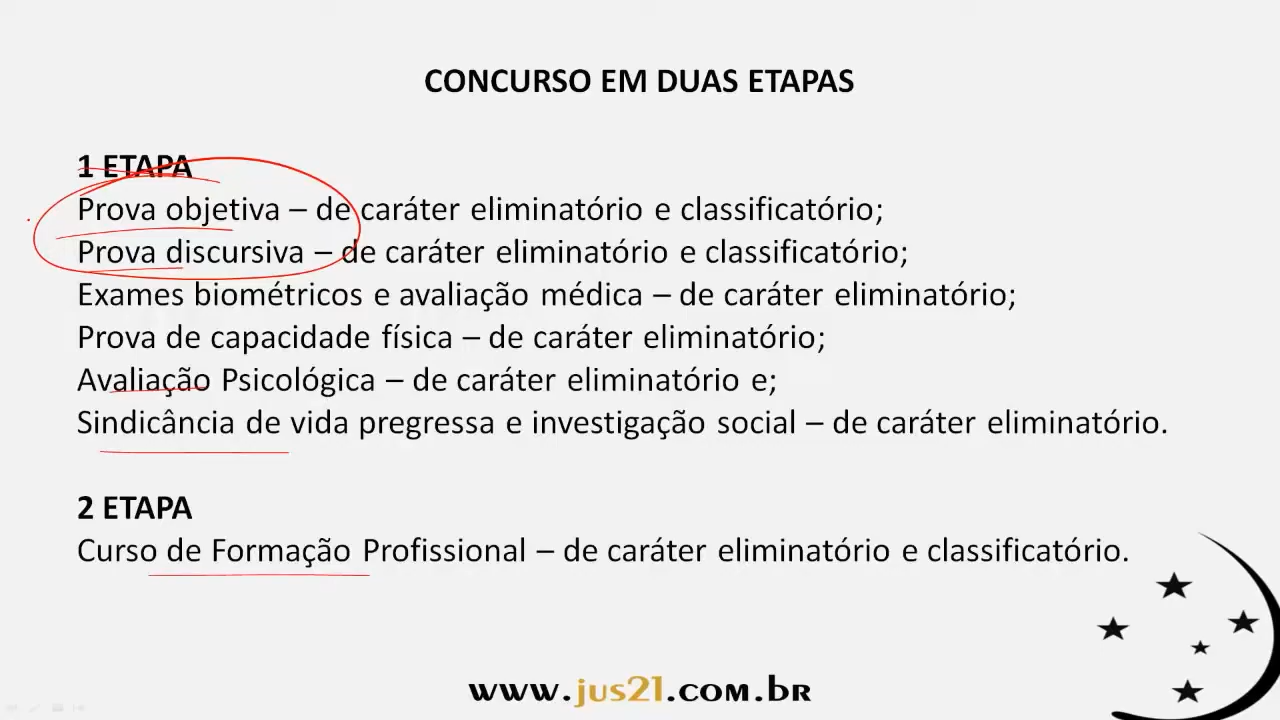 CONCURSO EM DUAS ETAPAS
1 ETAPA
Prova objetiva – de caráter eliminatório e classificatório;
Prova discursiva – de caráter eliminatório e classificatório;
Exames biométricos e avaliação médica – de caráter eliminatório;
Prova de capacidade física – de caráter eliminatório;
Avaliação Psicológica – de caráter eliminatório e;
Sindicância de vida pregressa e investigação social – de caráter eliminatório.
2 ETAPA
Curso de Formação Profissional – de caráter eliminatório e classificatório.
www.jus21.com.br